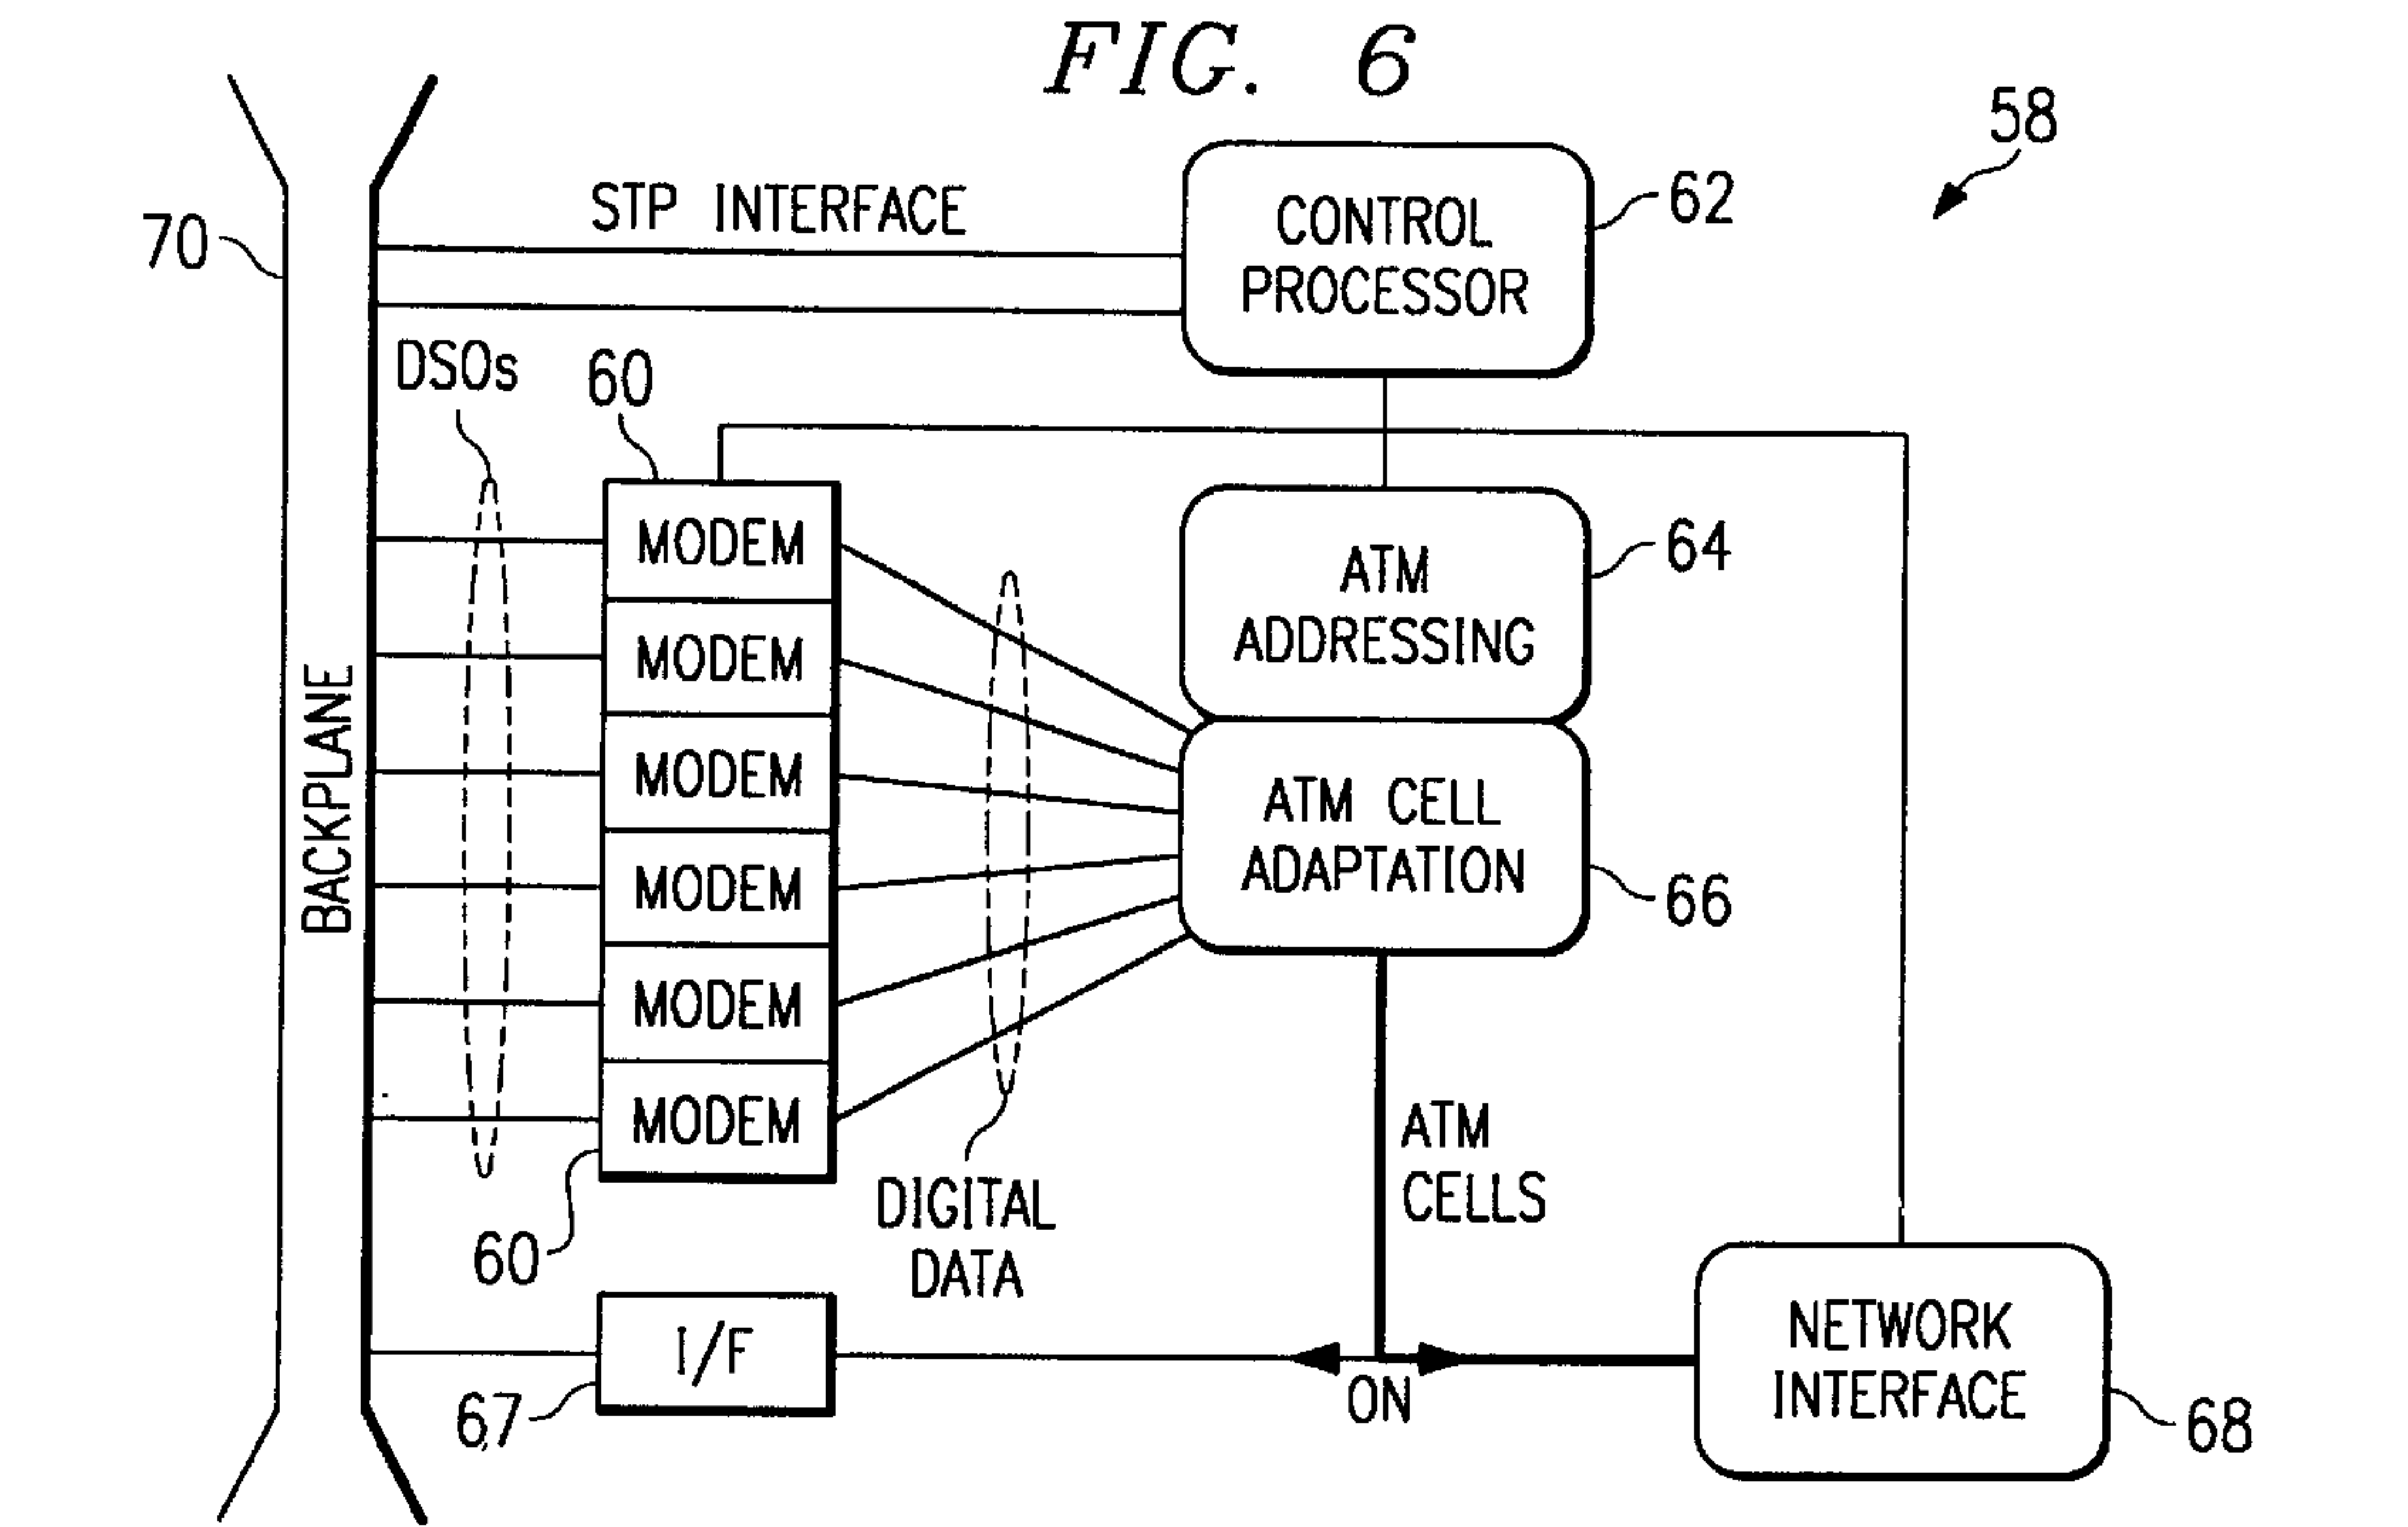 FIG. 6
58
STP INTERFACE
CONTROL
PROCESSOR
62
70
DSOs
60
MODEM
MODEM
MODEM
MODEM
MODEM
MODEM
60
BACKPLANE
ATM
ADDRESSING
64
ATM CELL
ADAPTATION
66
DIGITAL
DATA
ATM
CELLS
I/F
67
ON
NETWORK
INTERFACE
68